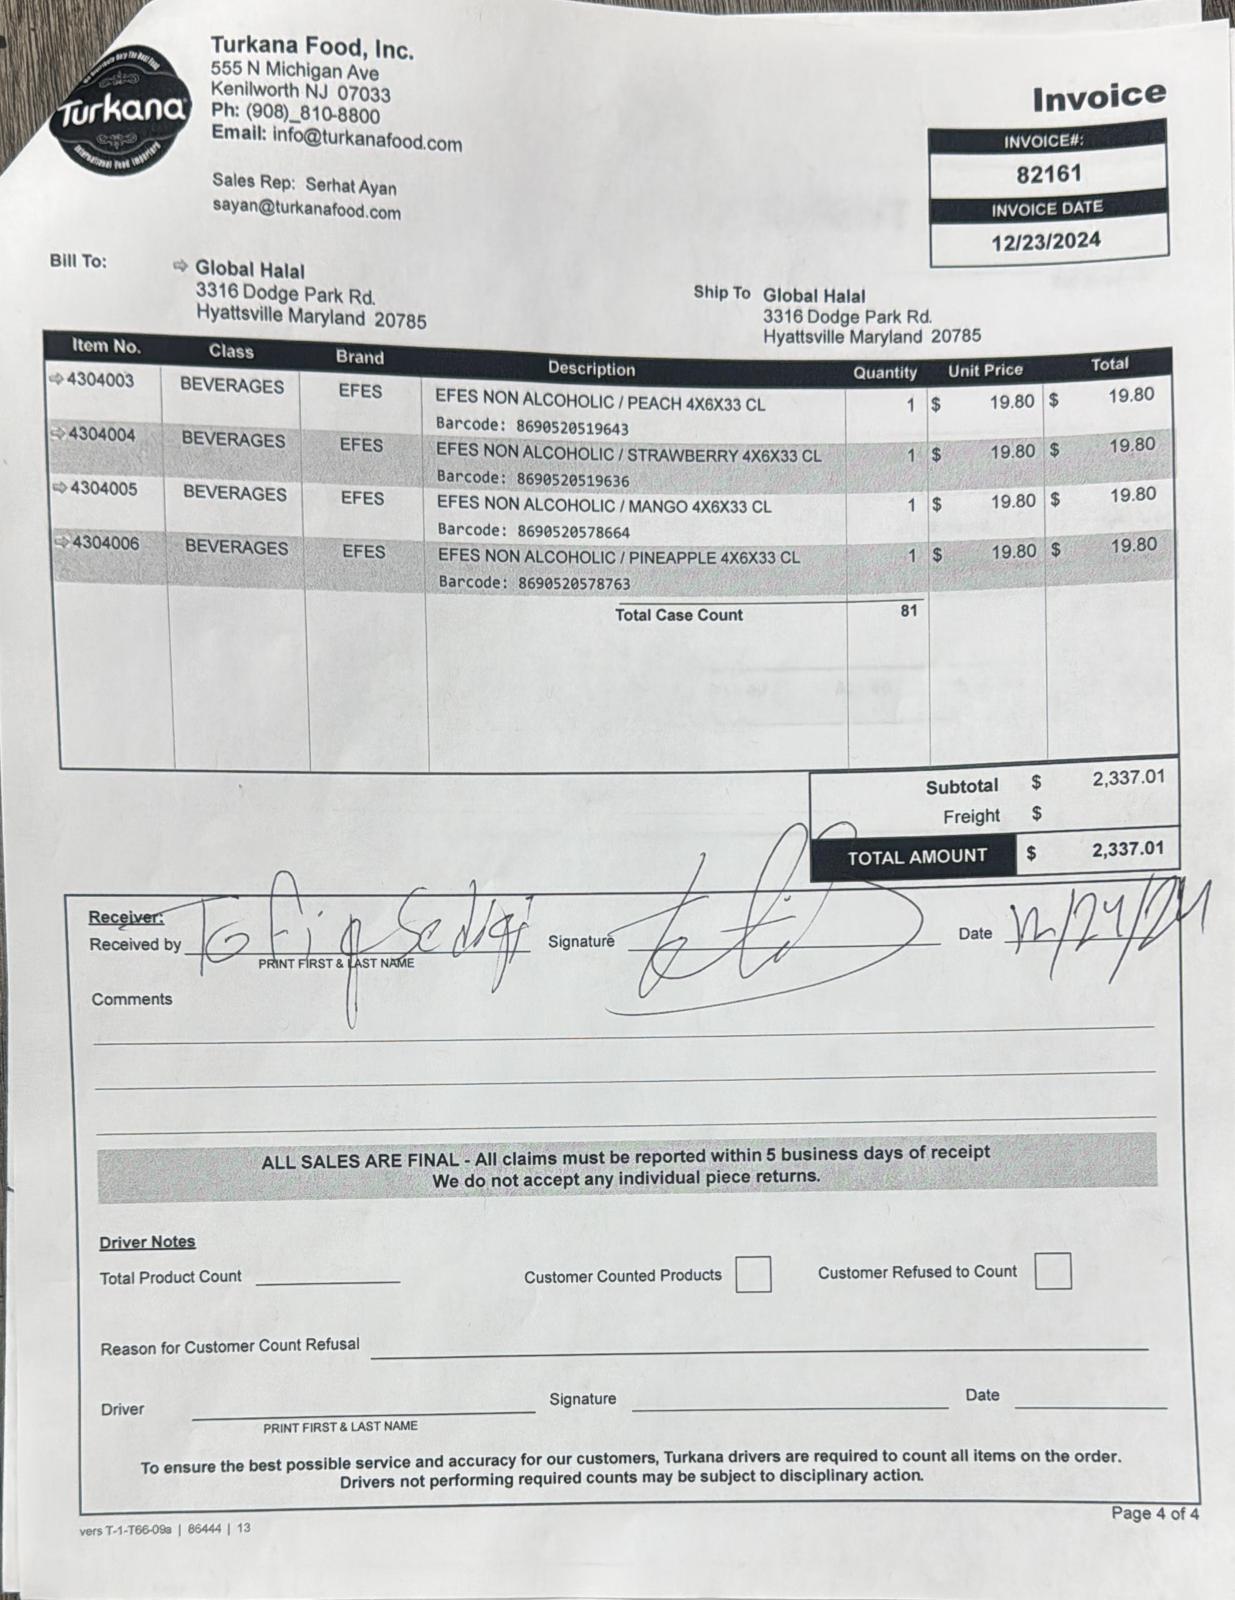 Turkana Food, Inc.
555 N Michigan Ave
Kenilworth NJ 07033
Ph: (908)_810-8800
Email: info@turkanafood.com
Turkana
International Food Importers
Sales Rep: Serhat Ayan
sayan@turkanafood.com
Invoice
INVOICE#:
82161
INVOICE DATE
12/23/2024
Bill To: ⇨ Global Halal
3316 Dodge Park Rd.
Hyattsville Maryland 20785
Ship To Global Halal
3316 Dodge Park Rd.
Hyattsville Maryland 20785
Item No. Class Brand Description Quantity Unit Price Total
⇨4304003 BEVERAGES EFES EFES NON ALCOHOLIC / PEACH 4X6X33 CL 1 $ 19.80 $ 19.80
Barcode: 8690520519643
⇨4304004 BEVERAGES EFES EFES NON ALCOHOLIC / STRAWBERRY 4X6X33 CL 1 $ 19.80 $ 19.80
Barcode: 8690520519636
⇨4304005 BEVERAGES EFES EFES NON ALCOHOLIC / MANGO 4X6X33 CL 1 $ 19.80 $ 19.80
Barcode: 8690520578664
⇨4304006 BEVERAGES EFES EFES NON ALCOHOLIC / PINEAPPLE 4X6X33 CL 1 $ 19.80 $ 19.80
Barcode: 8690520578763
Total Case Count 81
Subtotal $ 2,337.01
Freight $
TOTAL AMOUNT $ 2,337.01
Receiver:
Received by Tofiq Sediqi Signature Date 12/24/24
PRINT FIRST & LAST NAME
Comments
ALL SALES ARE FINAL - All claims must be reported within 5 business days of receipt
We do not accept any individual piece returns.
Driver Notes
Total Product Count Customer Counted Products Customer Refused to Count
Reason for Customer Count Refusal
Driver Signature Date
PRINT FIRST & LAST NAME
To ensure the best possible service and accuracy for our customers, Turkana drivers are required to count all items on the order.
Drivers not performing required counts may be subject to disciplinary action.
vers T-1-T66-09a | 86444 | 13
Page 4 of 4